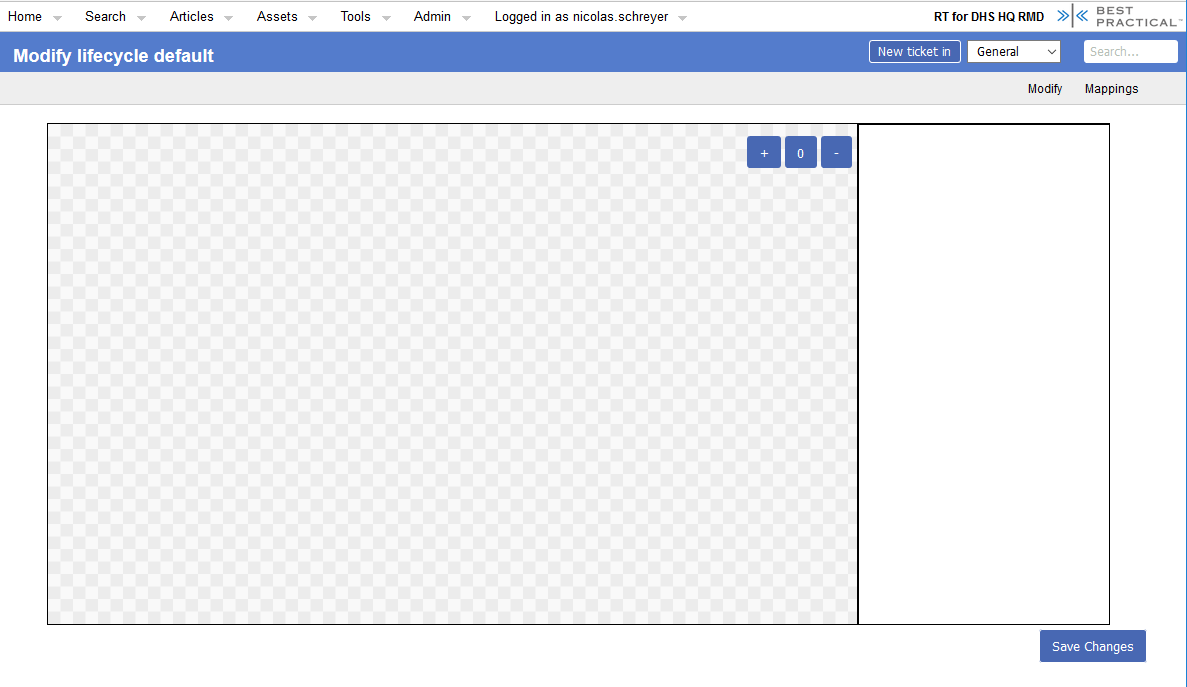 Home Search Articles Assets Tools Admin Logged in as nicolas.schreyer RT for DHS HQ RMD BEST PRACTICAL™
Modify lifecycle default New ticket in General Search...
Modify Mappings
+ 0 -
Save Changes